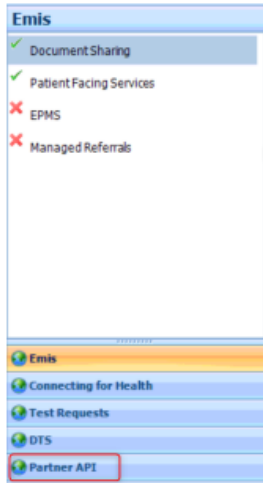 Emis
Document Sharing
Patient Facing Services
EPMS
Managed Referrals
Emis
Connecting for Health
Test Requests
DTS
Partner API